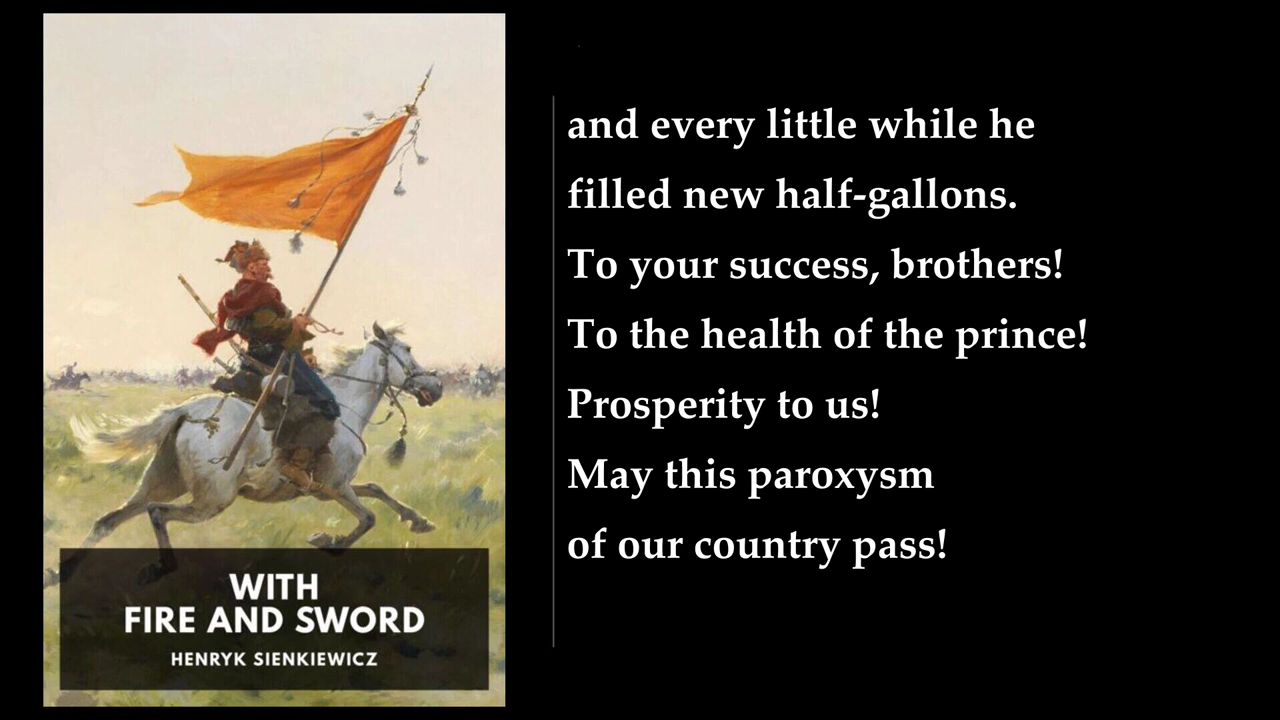 WITH
FIRE AND SWORD
HENRYK SIENKIEWICZ
and every little while he
filled new half-gallons.
To your success, brothers!
To the health of the prince!
Prosperity to us!
May this paroxysm
of our country pass!